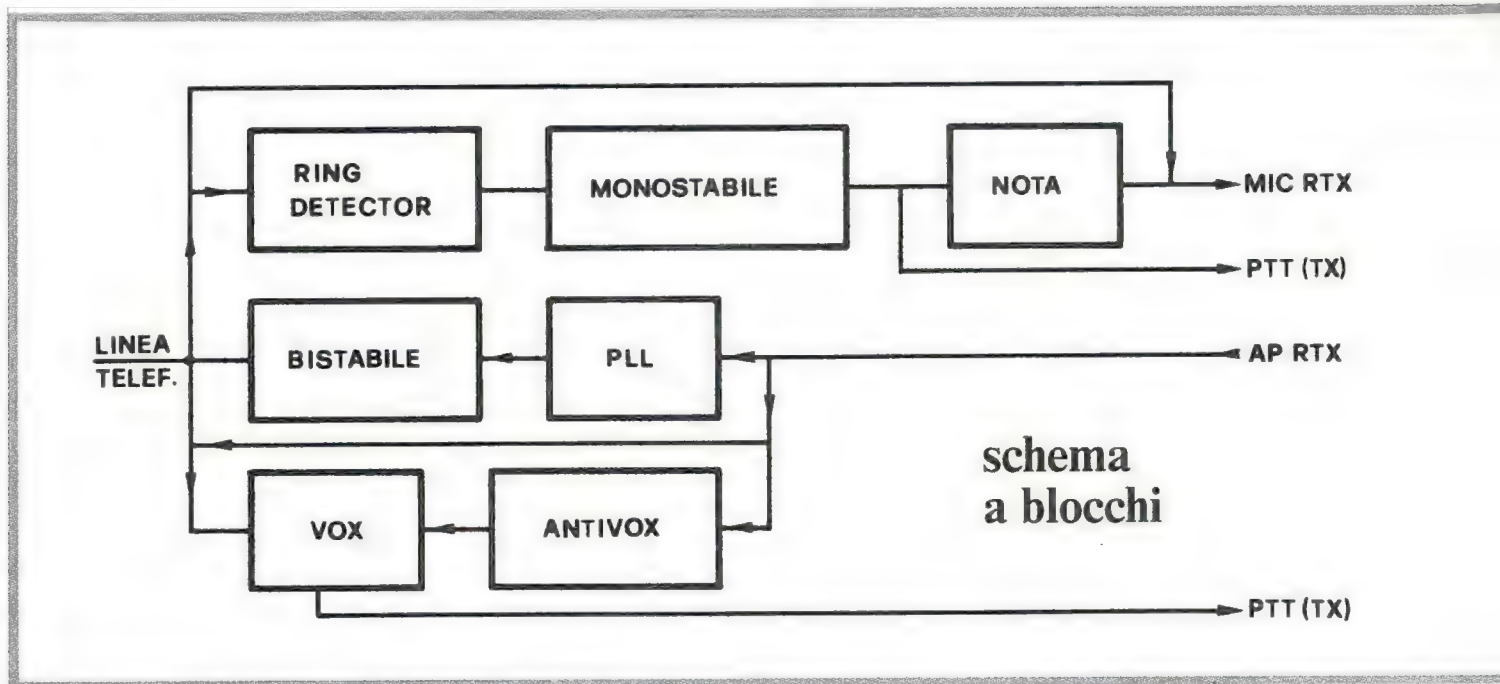 RING
DETECTOR
MONOSTABILE
NOTA
MIC RTX
PTT (TX)
LINEA
TELEF.
BISTABILE
PLL
AP RTX
schema
a blocchi
VOX
ANTIVOX
PTT (TX)